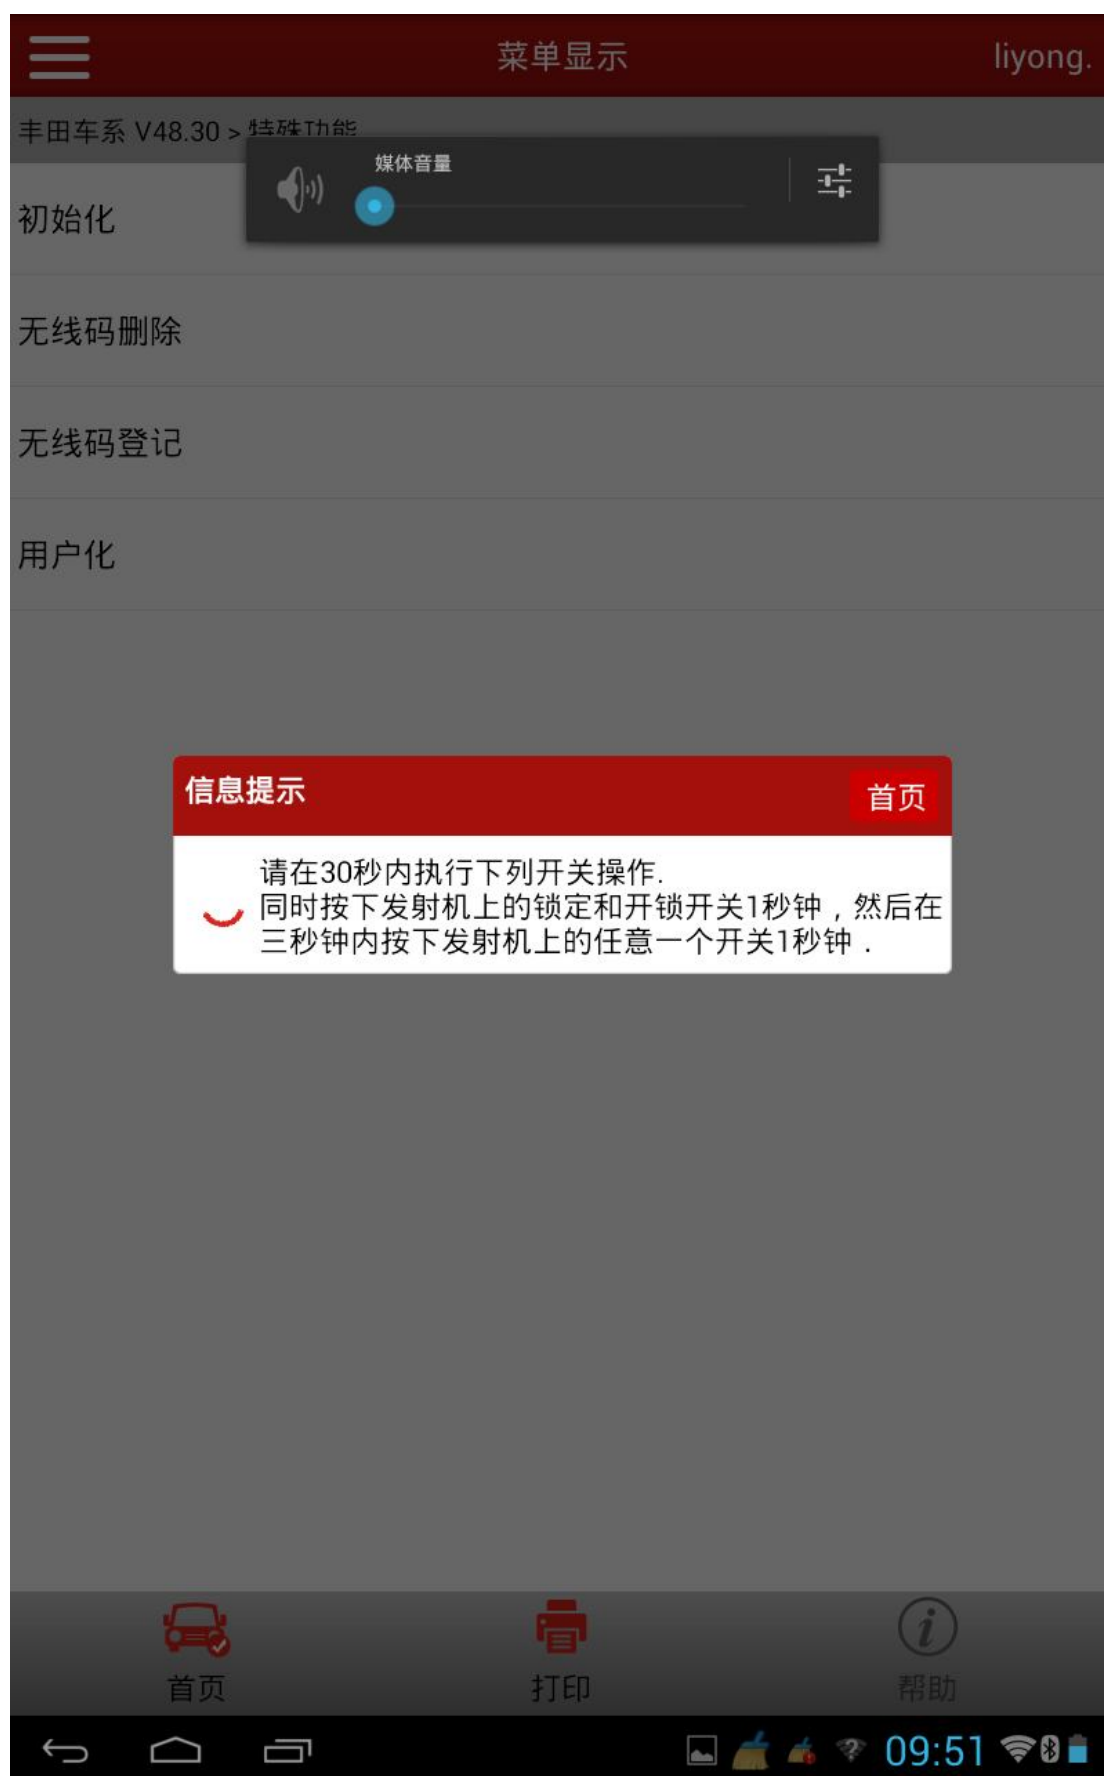 菜单显示
liyong.
丰田车系 V48.30 > 特殊功能
媒体音量
初始化
无线码删除
无线码登记
用户化
信息提示
首页
请在30秒内执行下列开关操作.
同时按下发射机上的锁定和开锁开关1秒钟，然后在
三秒钟内按下发射机上的任意一个开关1秒钟．
首页
打印
帮助
09:51